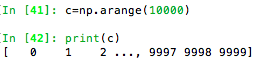 In [41]: c=np.arange(10000)
In [42]: print(c)
[   0    1    2 ..., 9997 9998 9999]